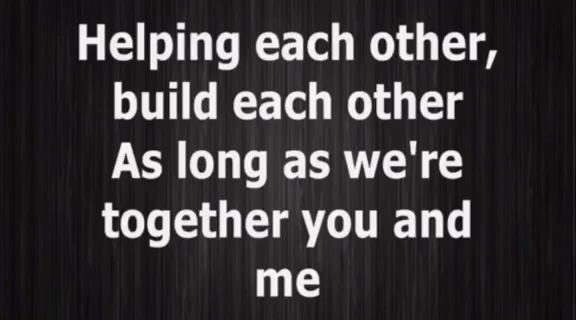 Helping each other,
build each other
As long as we're
together you and
me